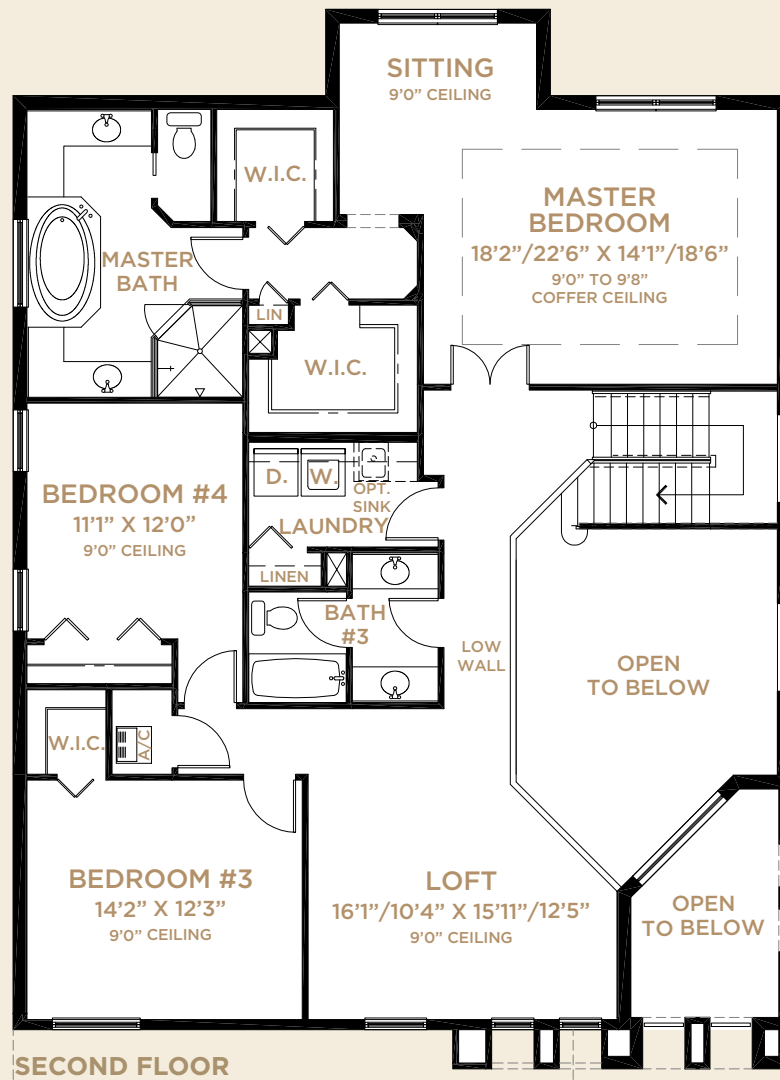 SITTING
9'0” CEILING
W.I.C.
MASTER
BEDROOM
18'2”/22'6” X 14'1”/18'6”
9'0” TO 9'8”
COFFER CEILING
MASTER
BATH
LIN
W.I.C.
D.
W.
OPT.
SINK
LAUNDRY
LINEN
BEDROOM #4
11'1” X 12'0”
9'0” CEILING
BATH
#3
LOW
WALL
OPEN
TO BELOW
W.I.C.
A/C
BEDROOM #3
14'2” X 12'3”
9'0” CEILING
LOFT
16'1”/10'4” X 15'11”/12'5”
9'0” CEILING
OPEN
TO BELOW
SECOND FLOOR